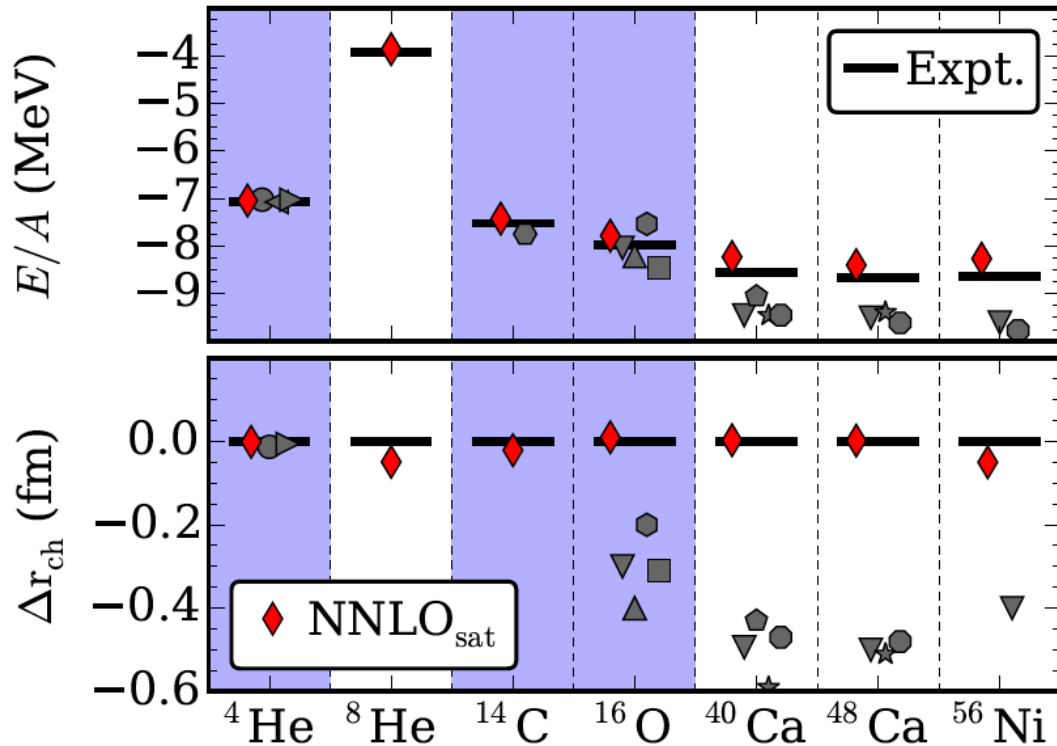 E/A (MeV)
−4
−5
−6
−7
−8
−9
Expt.
Δr_ch (fm)
0.0
−0.2
−0.4
−0.6
NNLO_sat
⁴He ⁸He ¹⁴C ¹⁶O ⁴⁰Ca ⁴⁸Ca ⁵⁶Ni